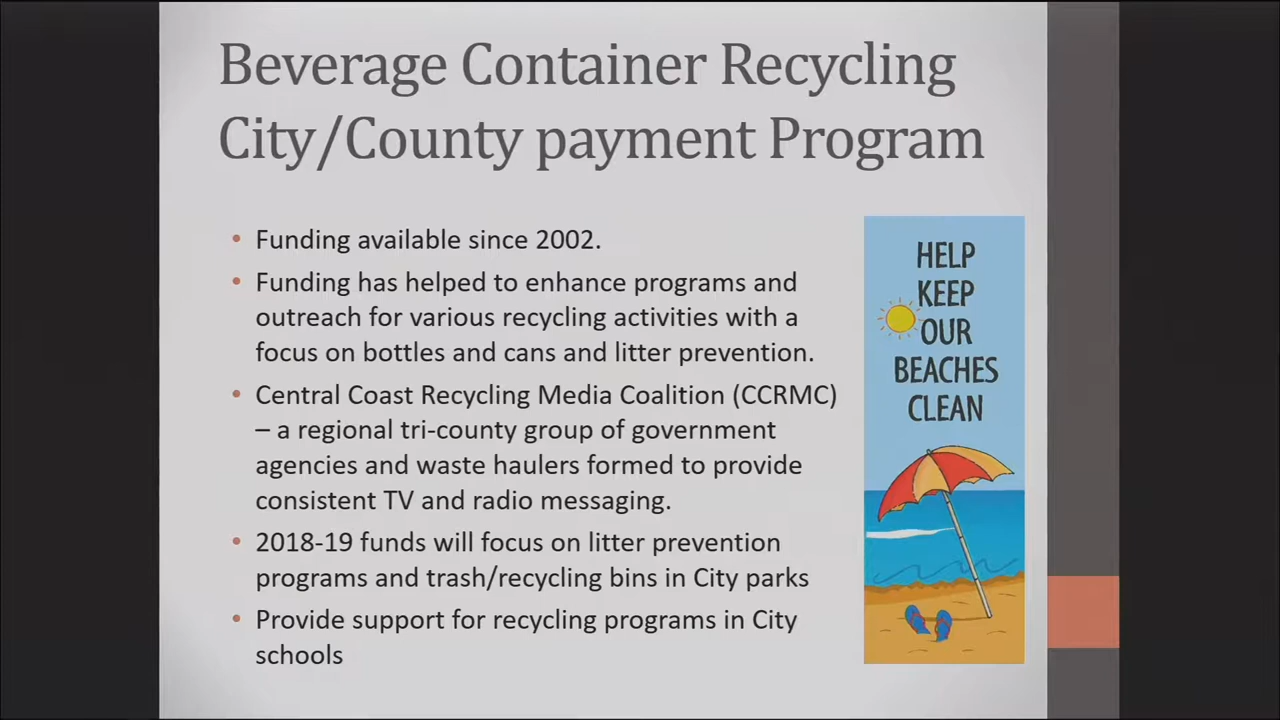 Beverage Container Recycling
City/County payment Program
• Funding available since 2002.
• Funding has helped to enhance programs and
outreach for various recycling activities with a
focus on bottles and cans and litter prevention.
• Central Coast Recycling Media Coalition (CCRMC)
– a regional tri-county group of government
agencies and waste haulers formed to provide
consistent TV and radio messaging.
• 2018-19 funds will focus on litter prevention
programs and trash/recycling bins in City parks
• Provide support for recycling programs in City
schools
HELP
KEEP
OUR
BEACHES
CLEAN